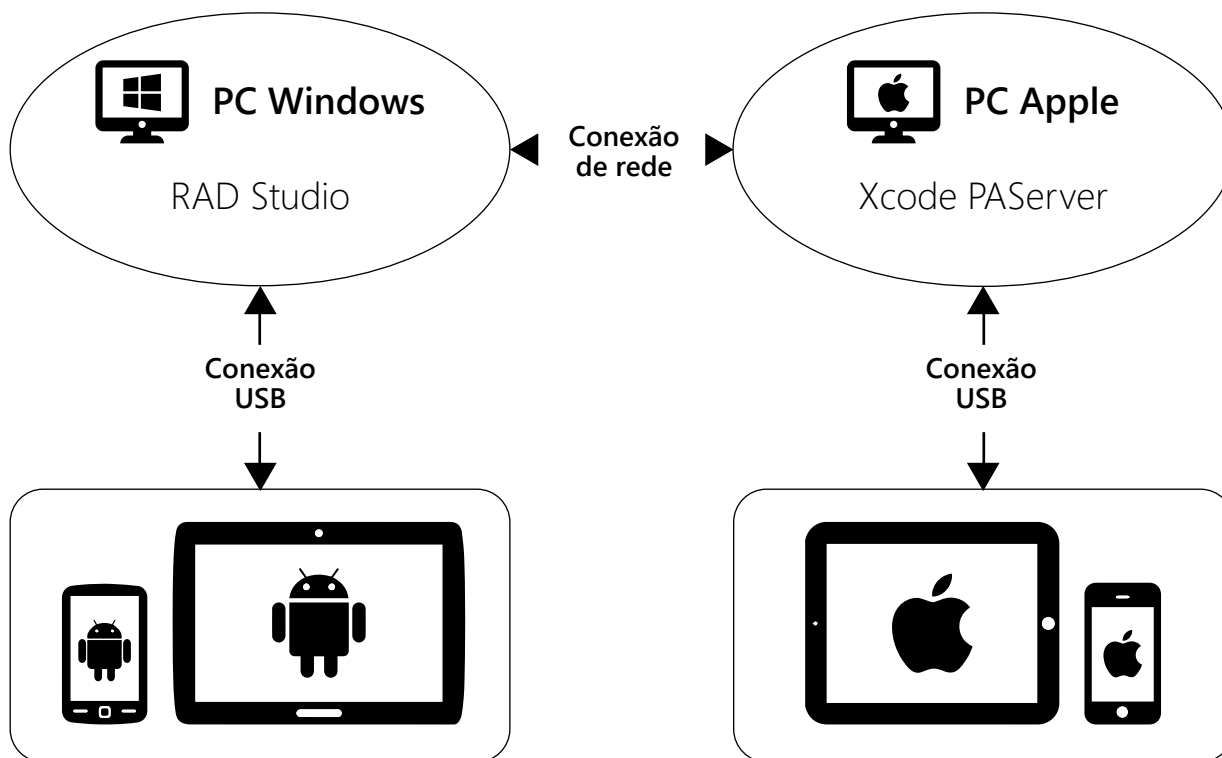 PC Windows
RAD Studio
Conexão
de rede
PC Apple
Xcode PAServer
Conexão
USB
Conexão
USB